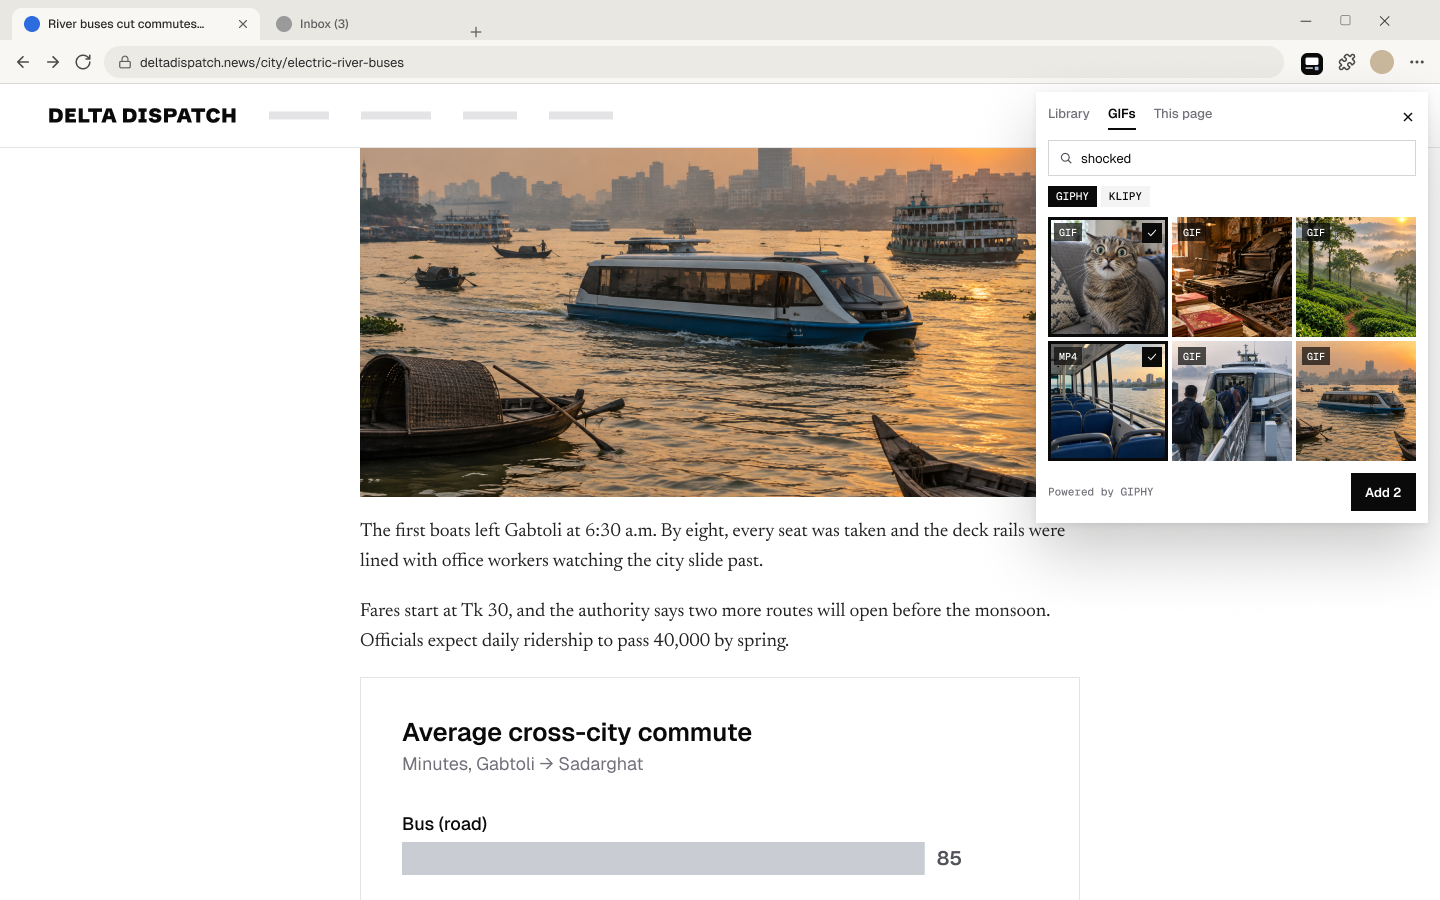 River buses cut commutes…
Inbox (3)
deltadispatch.news/city/electric-river-buses
DELTA DISPATCH
Library
GIFs
This page
shocked
GIPHY
KLIPY
GIF
GIF
GIF
MP4
GIF
GIF
Powered by GIPHY
Add 2
The first boats left Gabtoli at 6:30 a.m. By eight, every seat was taken and the deck rails were
lined with office workers watching the city slide past.
Fares start at Tk 30, and the authority says two more routes will open before the monsoon.
Officials expect daily ridership to pass 40,000 by spring.
Average cross-city commute
Minutes, Gabtoli → Sadarghat
Bus (road)
85